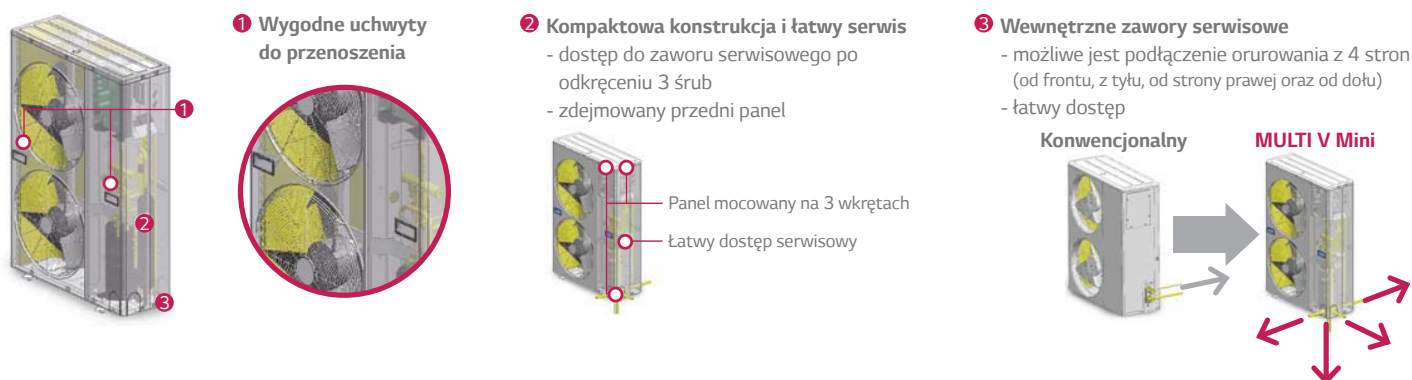 1 Wygodne uchwyty
do przenoszenia
2 Kompaktowa konstrukcja i łatwy serwis
- dostęp do zaworu serwisowego po
odkręceniu 3 śrub
- zdejmowany przedni panel
Panel mocowany na 3 wkrętach
Łatwy dostęp serwisowy
3 Wewnętrzne zawory serwisowe
- możliwe jest podłączenie orurowania z 4 stron
(od frontu, z tyłu, od strony prawej oraz od dołu)
- łatwy dostęp
Konwencjonalny
MULTI V Mini
1
2
3